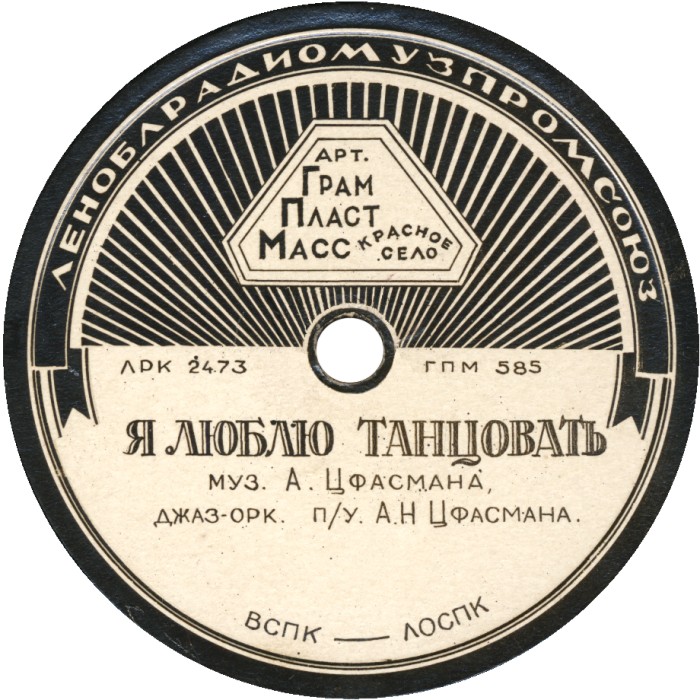 ЛЕНОБЛРАДИОМУЗПРОМСОЮЗ
АРТ.
ГРАМ
ПЛАСТ
МАСС КРАСНОЕ
СЕЛО
ЛРК 2473 ГПМ 585
Я ЛЮБЛЮ ТАНЦОВАТЬ
МУЗ. А. ЦФАСМАНА,
ДЖАЗ-ОРК. П/У. А.Н ЦФАСМАНА.
ВСПК — ЛОСПК